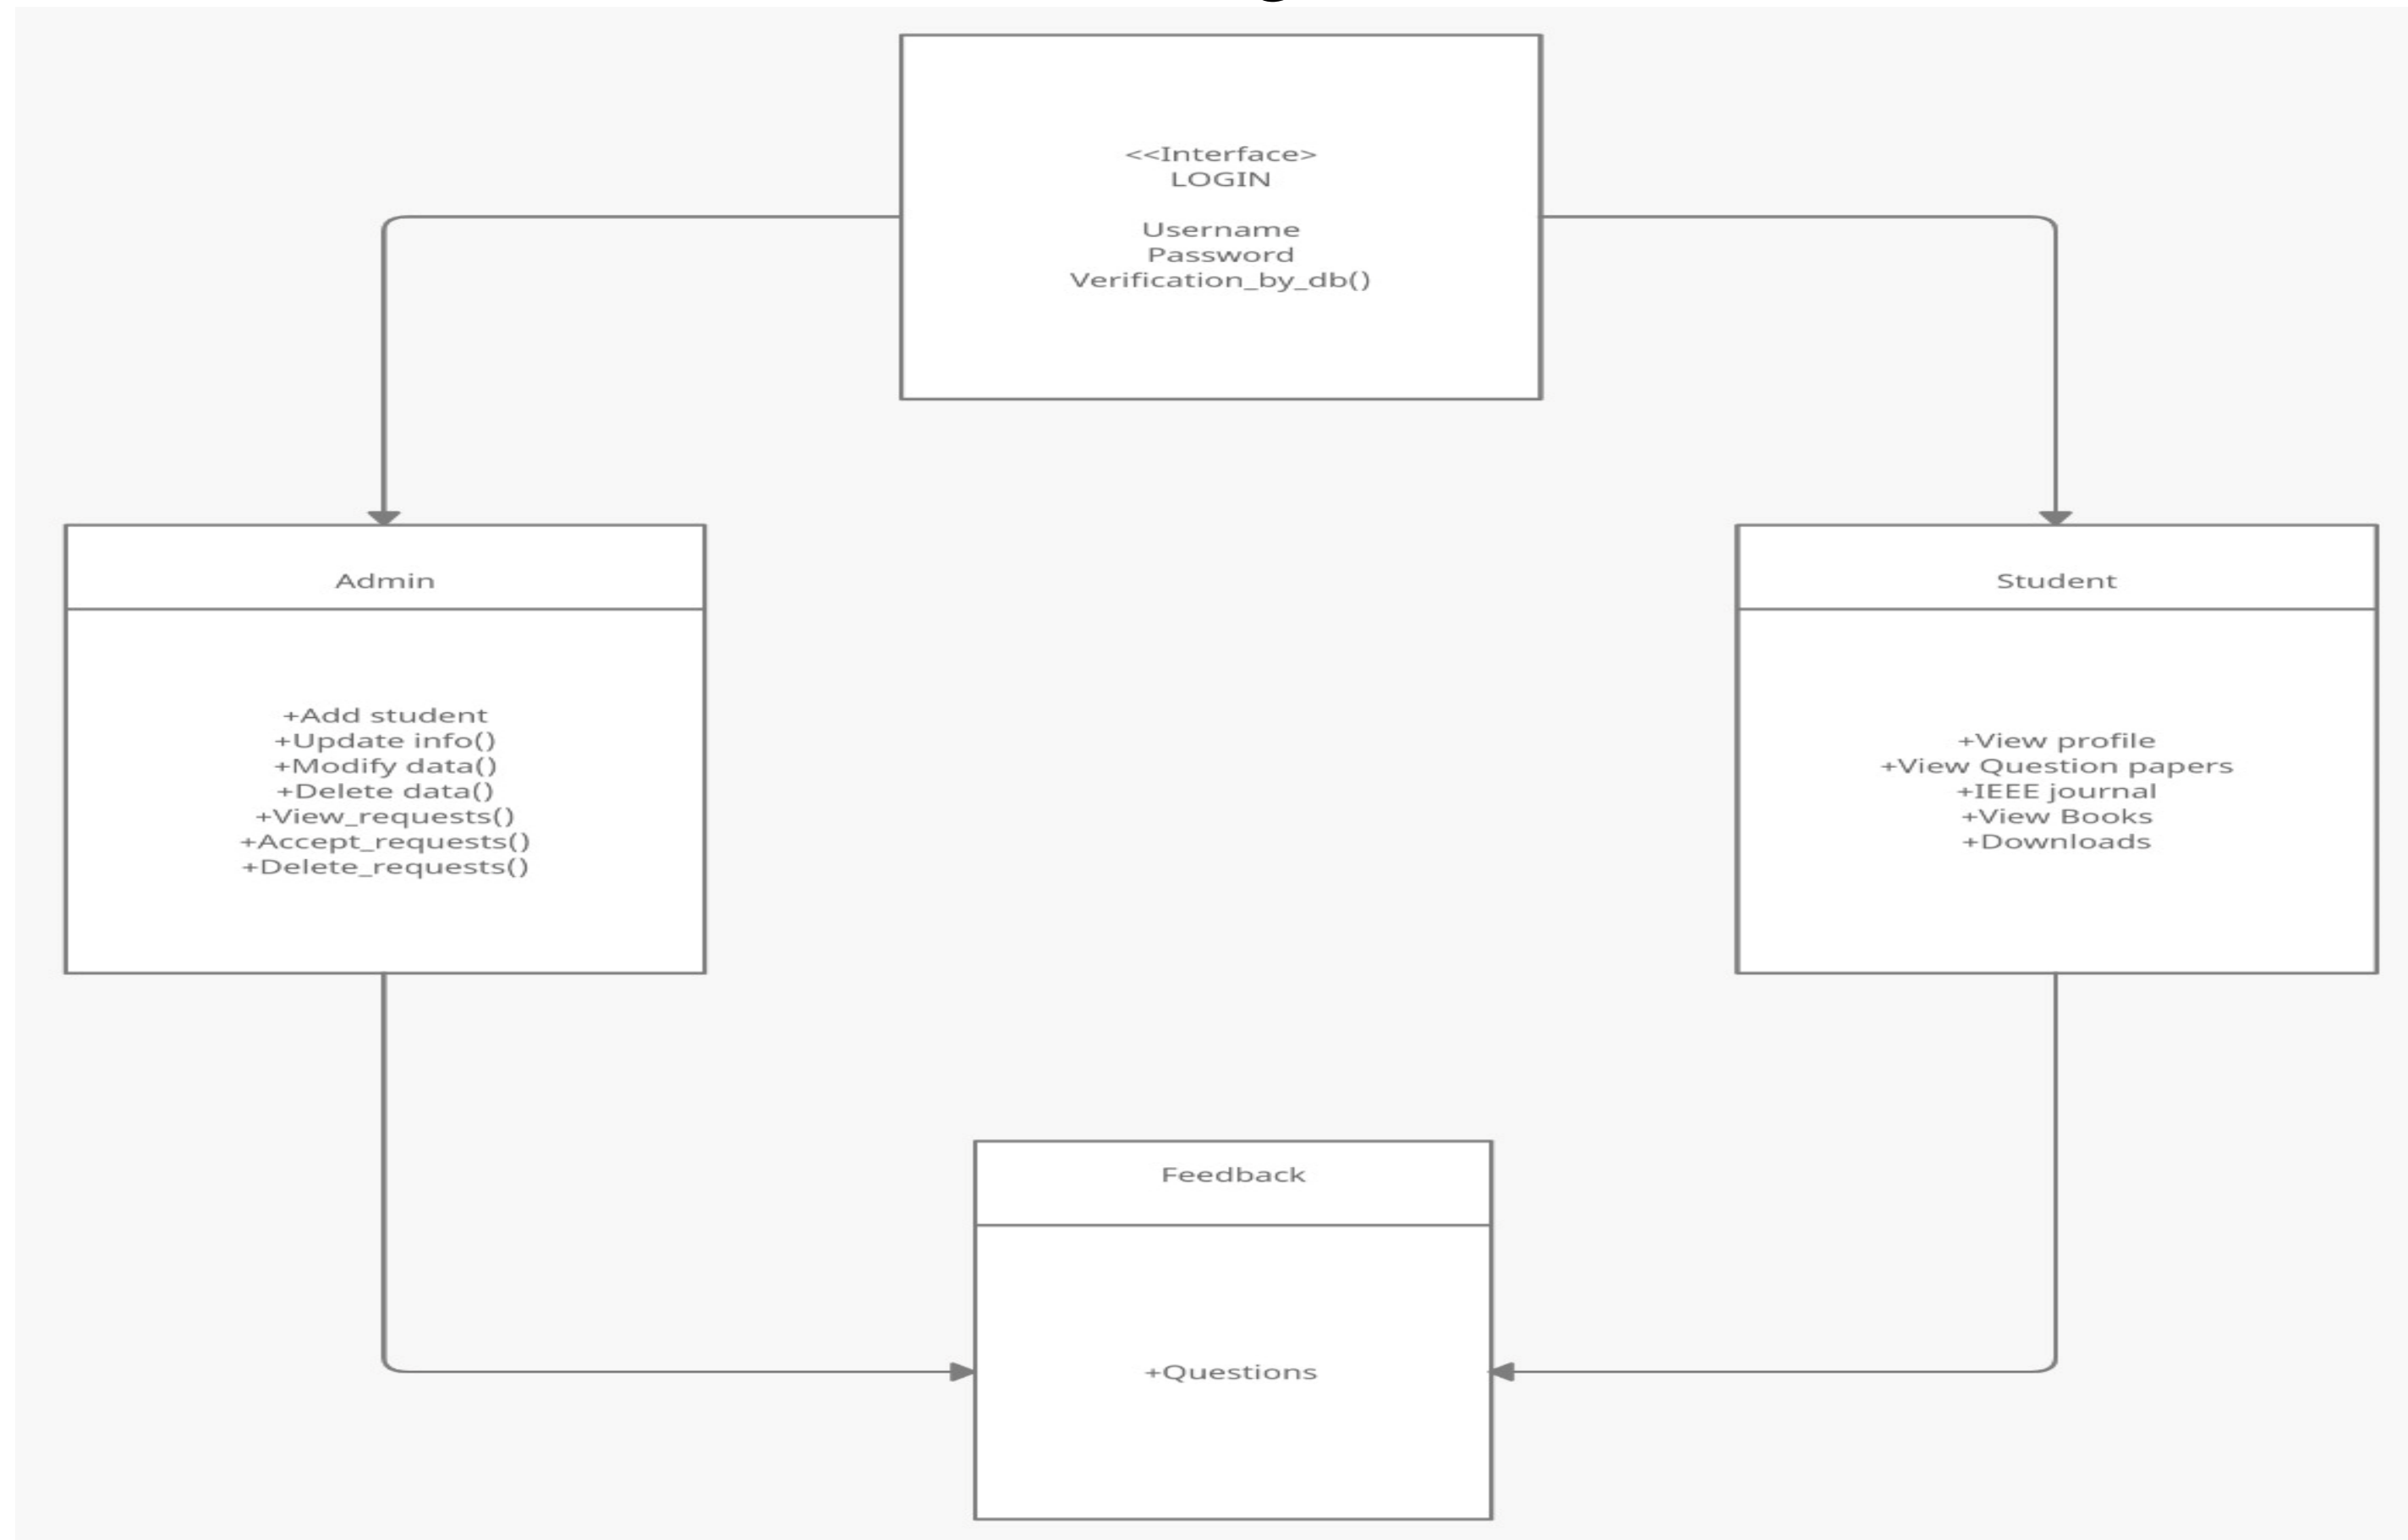 <<Interface>
LOGIN
Username
Password
Verification_by_db()
Admin
+Add student
+Update info()
+Modify data()
+Delete data()
+View_requests()
+Accept_requests()
+Delete_requests()
Student
+View profile
+View Question papers
+IEEE journal
+View Books
+Downloads
Feedback
+Questions